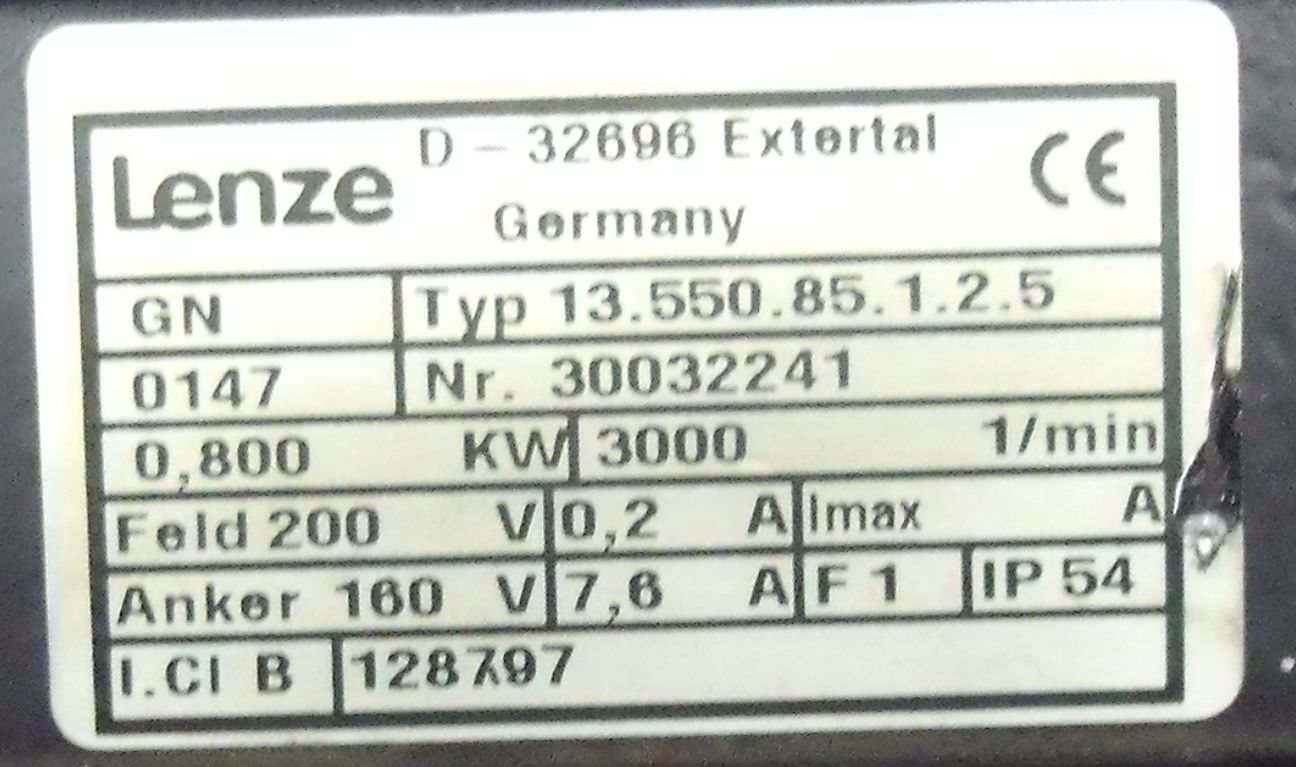 Lenze D - 32696 Extertal CE
Germany
GN Typ 13.550.85.1.2.5
0147 Nr. 30032241
0,800 KW 3000 1/min
Feld 200 V 0,2 A Imax A
Anker 160 V 7,6 A F 1 IP 54
I.Cl B